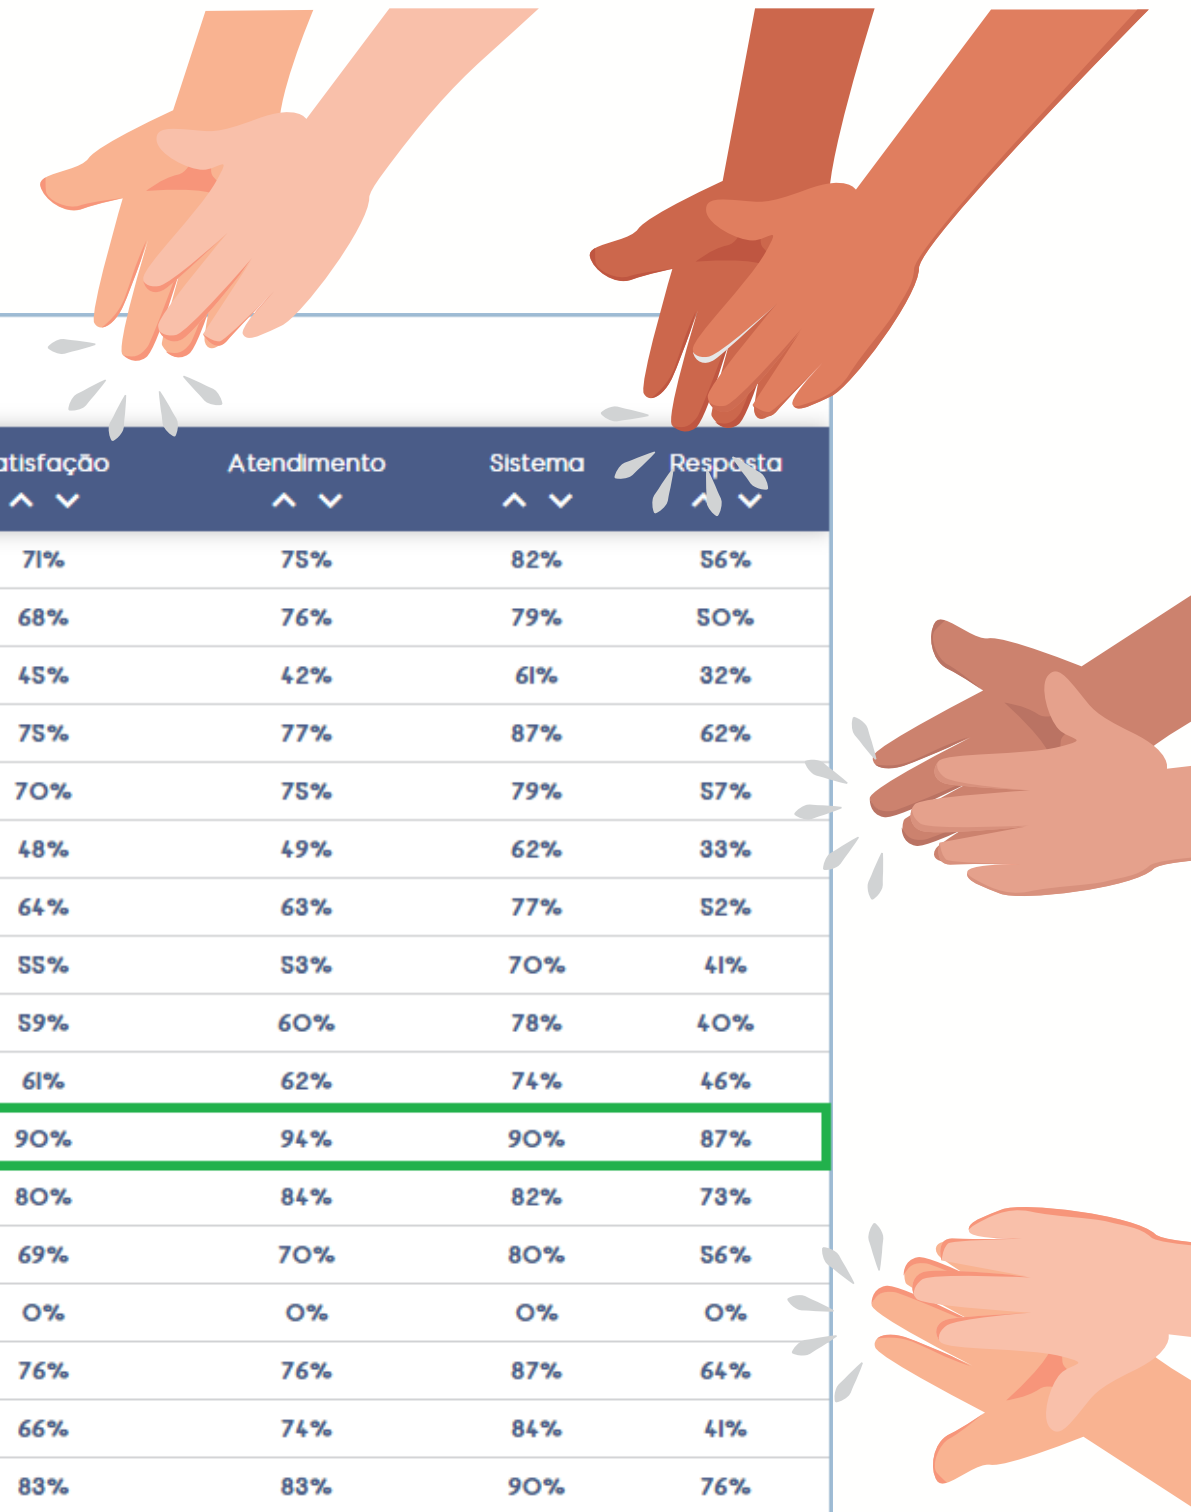 atisfação Atendimento Sistema Resposta
71% 75% 82% 56%
68% 76% 79% 50%
45% 42% 61% 32%
75% 77% 87% 62%
70% 75% 79% 57%
48% 49% 62% 33%
64% 63% 77% 52%
55% 53% 70% 41%
59% 60% 78% 40%
61% 62% 74% 46%
90% 94% 90% 87%
80% 84% 82% 73%
69% 70% 80% 56%
0% 0% 0% 0%
76% 76% 87% 64%
66% 74% 84% 41%
83% 83% 90% 76%